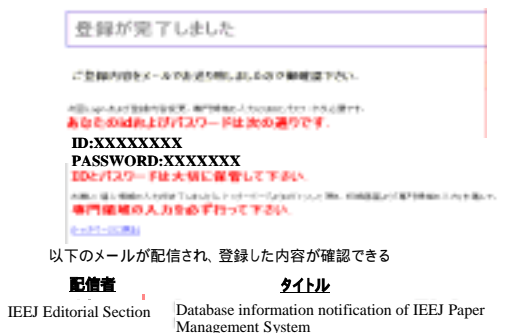 登録が完了しました
ご登録内容をメールでお送り致しましたので御確認下さい。
あなたのidおよびパスワードは次の通りです。
ID:XXXXXXXX
PASSWORD:XXXXXXX
IDとパスワードは大切に保管して下さい。
専門領域の入力を必ず行って下さい。
以下のメールが配信され、登録した内容が確認できる
配信者 タイトル
IEEJ Editorial Section Database information notification of IEEJ Paper
Management System